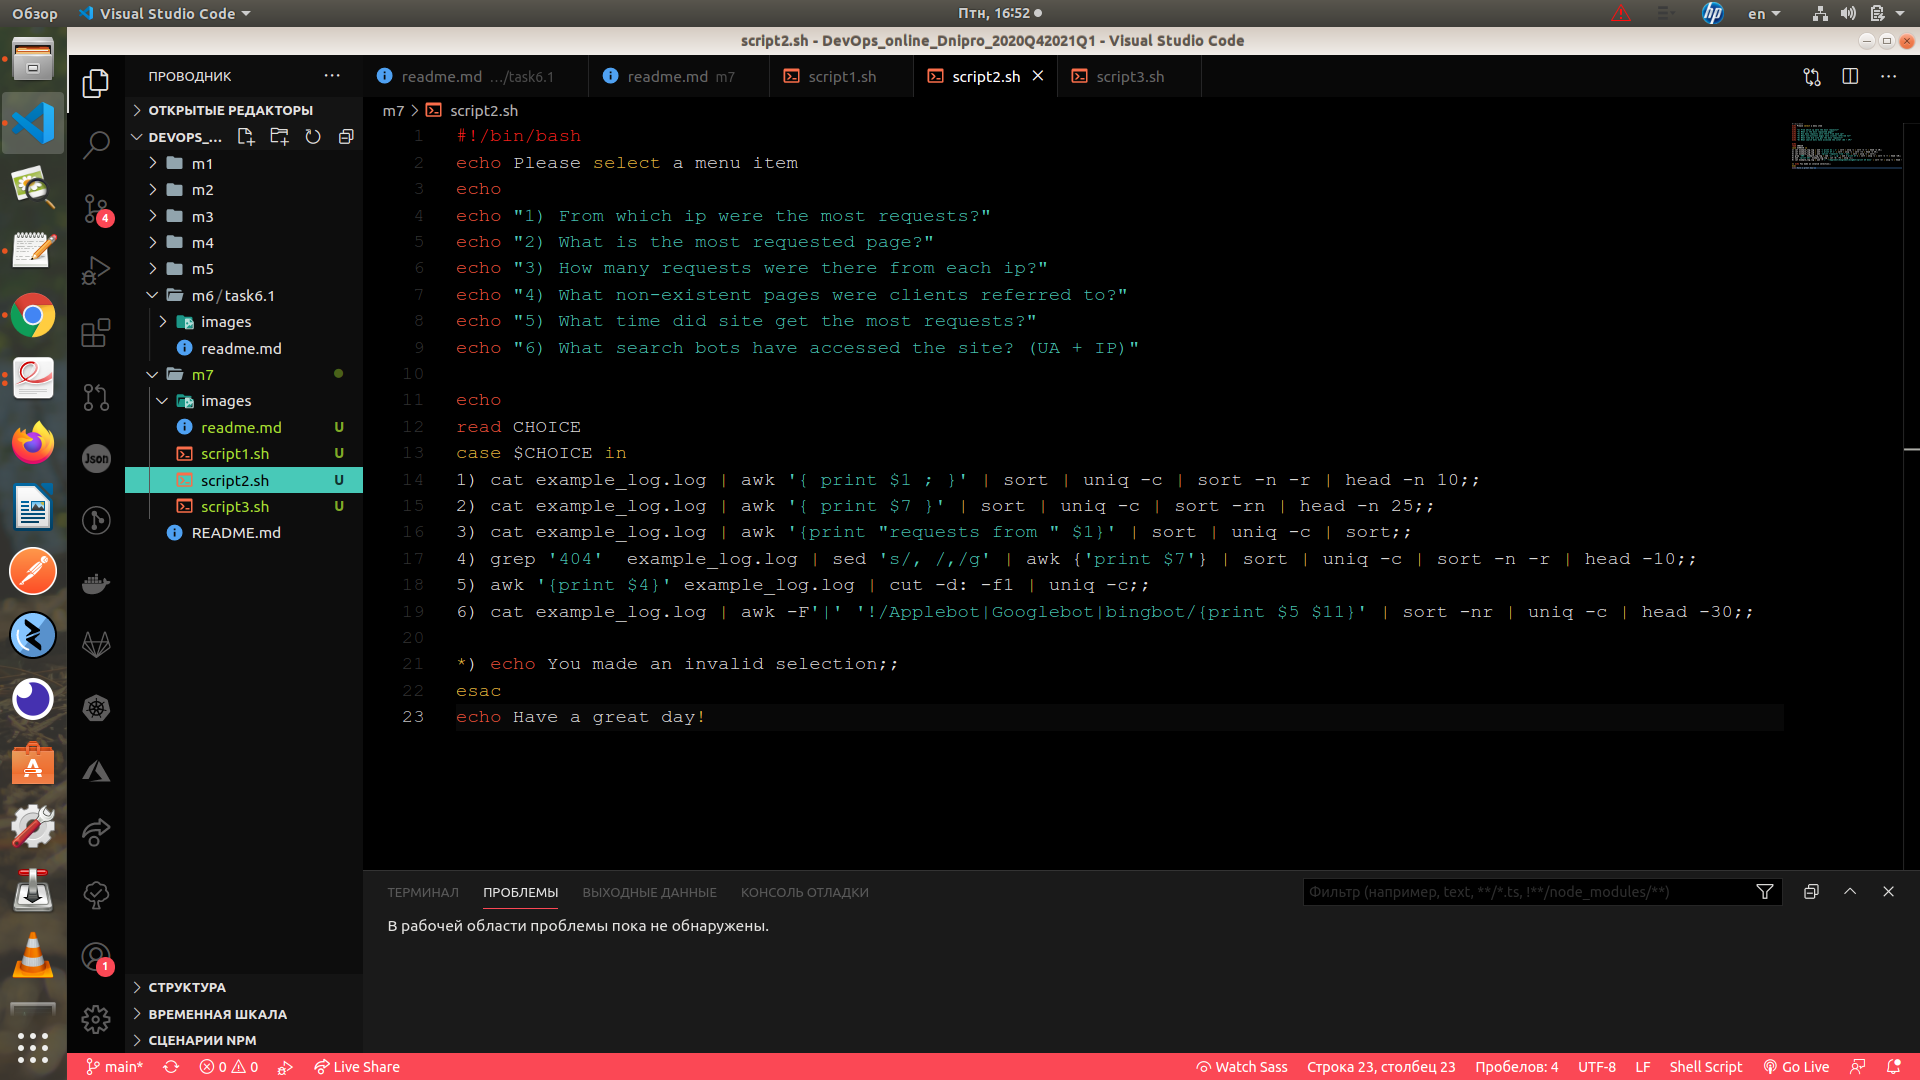 Обзор
Visual Studio Code
Птн, 16:52
en
script2.sh - DevOps_online_Dnipro_2020Q42021Q1 - Visual Studio Code
ПРОВОДНИК
readme.md .../task6.1
readme.md m7
script1.sh
script2.sh
script3.sh
m7 > script2.sh
ОТКРЫТЫЕ РЕДАКТОРЫ
DEVOPS_...
m1
m2
m3
m4
m5
m6 / task6.1
images
readme.md
m7
images
readme.md U
script1.sh U
script2.sh U
script3.sh U
README.md
4
Json
1
hp
1 #!/bin/bash
2 echo Please select a menu item
3 echo
4 echo "1) From which ip were the most requests?"
5 echo "2) What is the most requested page?"
6 echo "3) How many requests were there from each ip?"
7 echo "4) What non-existent pages were clients referred to?"
8 echo "5) What time did site get the most requests?"
9 echo "6) What search bots have accessed the site? (UA + IP)"
10
11 echo
12 read CHOICE
13 case $CHOICE in
14 1) cat example_log.log | awk '{ print $1 ; }' | sort | uniq -c | sort -n -r | head -n 10;;
15 2) cat example_log.log | awk '{ print $7 }' | sort | uniq -c | sort -rn | head -n 25;;
16 3) cat example_log.log | awk '{print "requests from " $1}' | sort | uniq -c | sort;;
17 4) grep '404'  example_log.log | sed 's/, /,/g' | awk {'print $7'} | sort | uniq -c | sort -n -r | head -10;;
18 5) awk '{print $4}' example_log.log | cut -d: -f1 | uniq -c;;
19 6) cat example_log.log | awk -F'|' '!/Applebot|Googlebot|bingbot/{print $5 $11}' | sort -nr | uniq -c | head -30;;
20
21 *) echo You made an invalid selection;;
22 esac
23 echo Have a great day!
ТЕРМИНАЛ
ПРОБЛЕМЫ
ВЫХОДНЫЕ ДАННЫЕ
КОНСОЛЬ ОТЛАДКИ
Фильтр (например, text, **/*.ts, !**/node_modules/**)
В рабочей области проблемы пока не обнаружены.
СТРУКТУРА
ВРЕМЕННАЯ ШКАЛА
СЦЕНАРИИ NPM
main*
0
0
Live Share
Watch Sass
Строка 23, столбец 23
Пробелов: 4
UTF-8
LF
Shell Script
Go Live